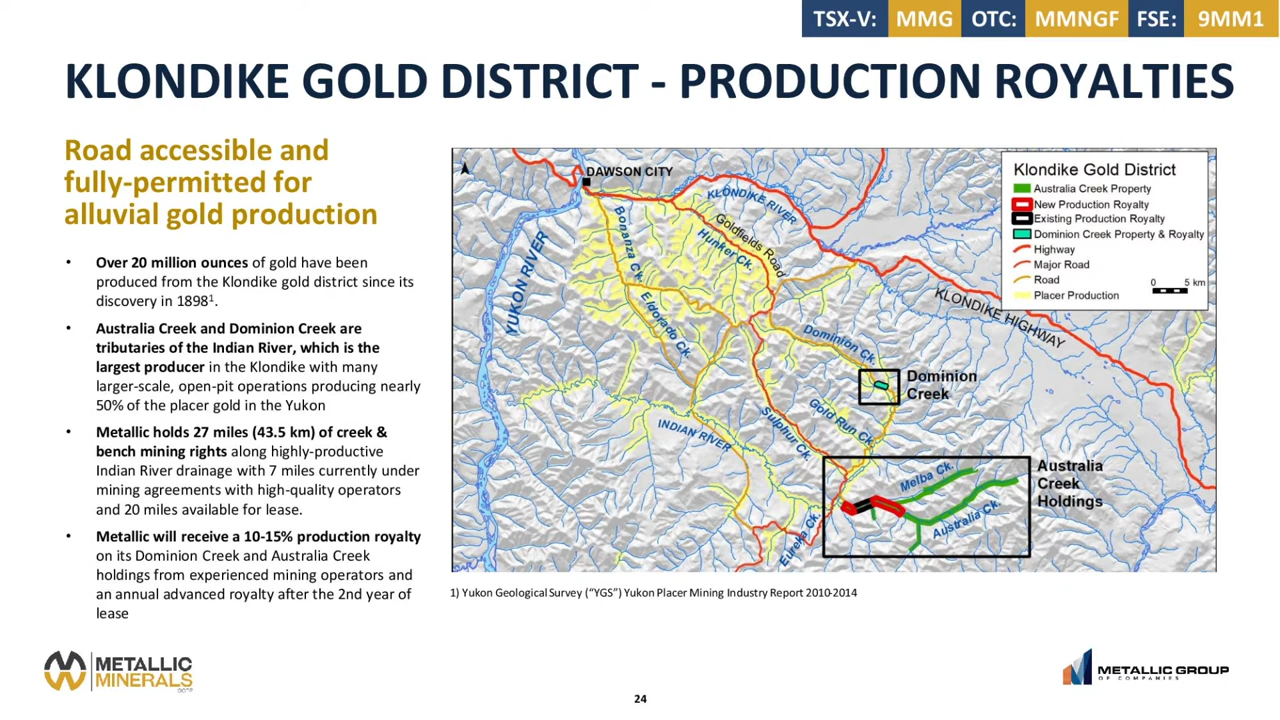 TSX-V: MMG OTC: MMNGF FSE: 9MM1
KLONDIKE GOLD DISTRICT - PRODUCTION ROYALTIES
Road accessible and
fully-permitted for
alluvial gold production
• Over 20 million ounces of gold have been
produced from the Klondike gold district since its
discovery in 1898¹.
• Australia Creek and Dominion Creek are
tributaries of the Indian River, which is the
largest producer in the Klondike with many
larger-scale, open-pit operations producing nearly
50% of the placer gold in the Yukon
• Metallic holds 27 miles (43.5 km) of creek &
bench mining rights along highly-productive
Indian River drainage with 7 miles currently under
mining agreements with high-quality operators
and 20 miles available for lease.
• Metallic will receive a 10-15% production royalty
on its Dominion Creek and Australia Creek
holdings from experienced mining operators and
an annual advanced royalty after the 2nd year of
lease
DAWSON CITY
KLONDIKE RIVER
YUKON RIVER
Bonanza Ck.
Hunker Ck.
Goldfields Road
Eldorado Ck.
KLONDIKE HIGHWAY
Dominion Ck.
Dominion
Creek
Gold Run Ck.
Sulphur Ck.
INDIAN RIVER
Melba Ck.
Australia Ck.
Eureka Ck.
Australia
Creek
Holdings
Klondike Gold District
Australia Creek Property
New Production Royalty
Existing Production Royalty
Dominion Creek Property & Royalty
Highway
Major Road
Road
Placer Production
0 5 km
1) Yukon Geological Survey (“YGS”) Yukon Placer Mining Industry Report 2010-2014
METALLIC
MINERALS
24
METALLIC GROUP
OF COMPANIES